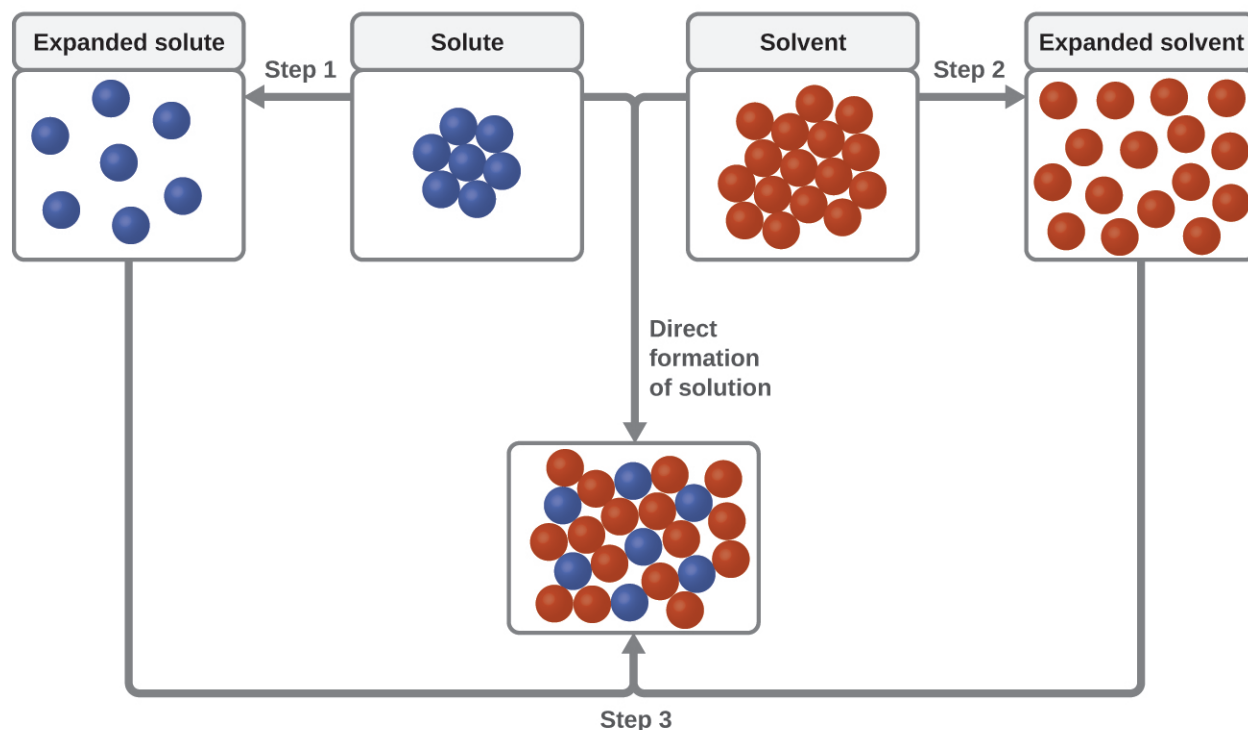 Expanded solute
Solute
Solvent
Expanded solvent
Step 1
Step 2
Direct
formation
of solution
Step 3